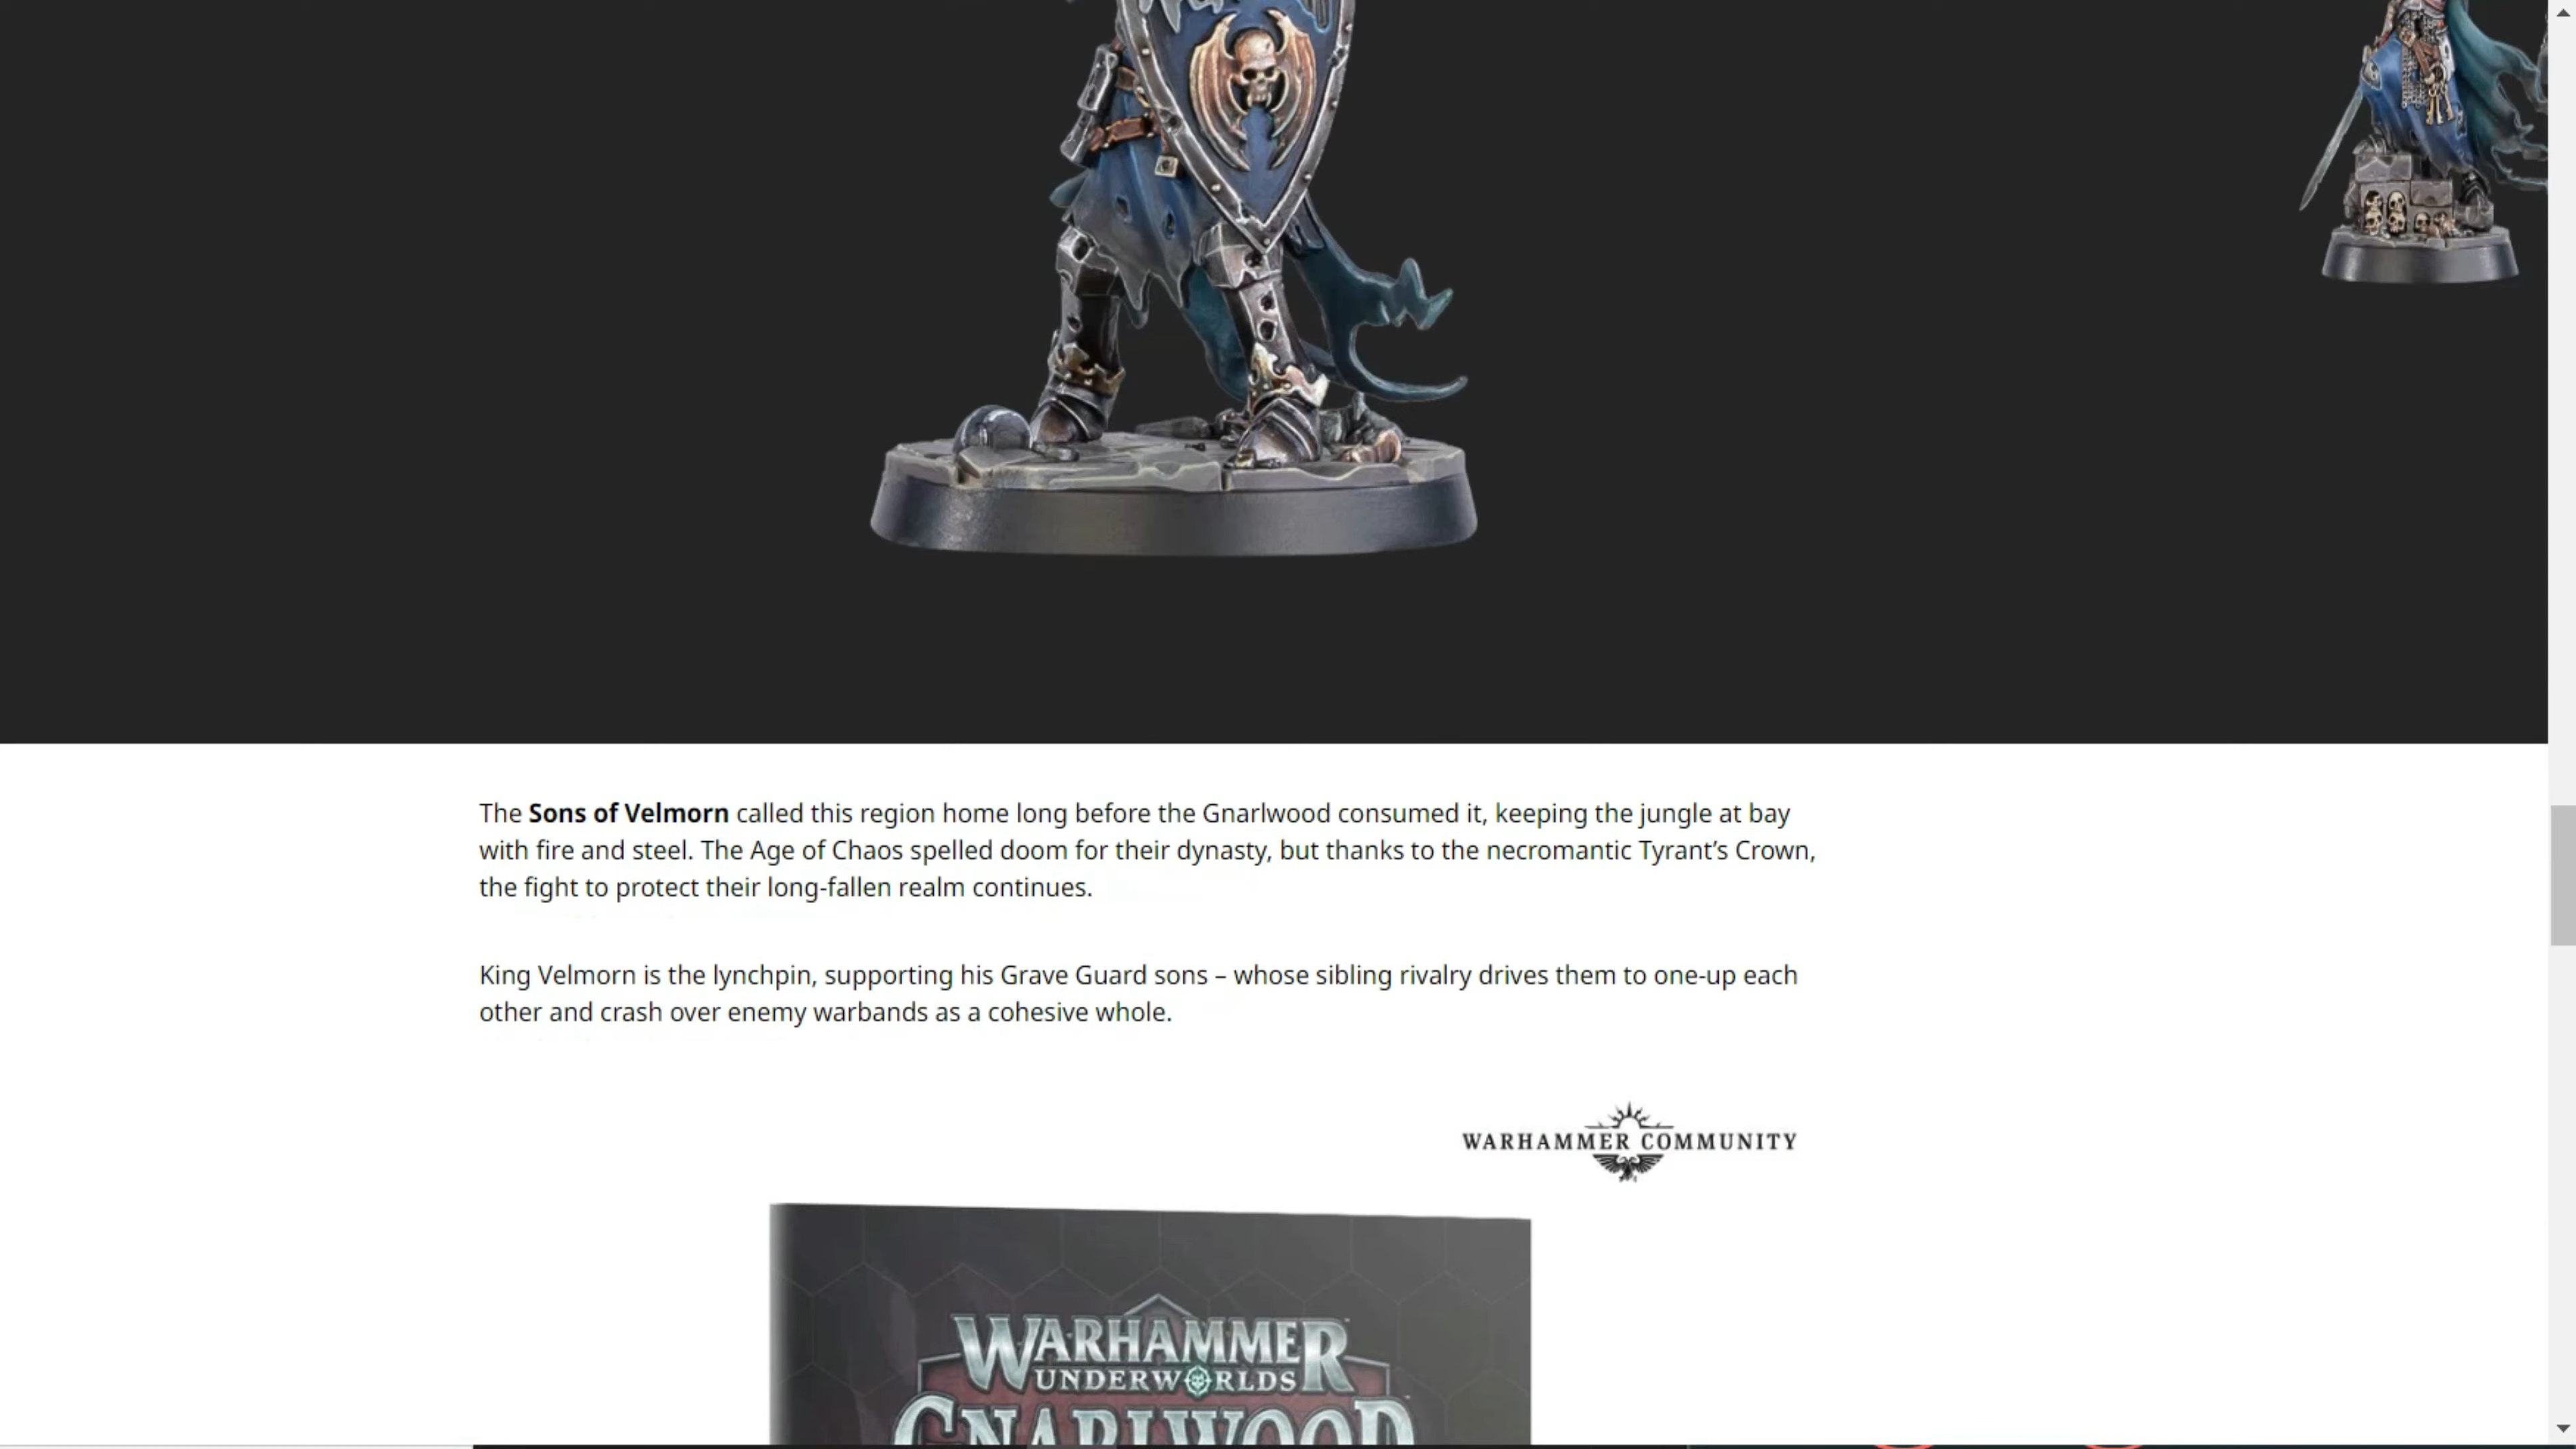 The Sons of Velmorn called this region home long before the Gnarlwood consumed it, keeping the jungle at bay
with fire and steel. The Age of Chaos spelled doom for their dynasty, but thanks to the necromantic Tyrant’s Crown,
the fight to protect their long-fallen realm continues.
King Velmorn is the lynchpin, supporting his Grave Guard sons – whose sibling rivalry drives them to one-up each
other and crash over enemy warbands as a cohesive whole.
WARHAMMER COMMUNITY
WARHAMMER
UNDERWORLDS
GNARLWOOD